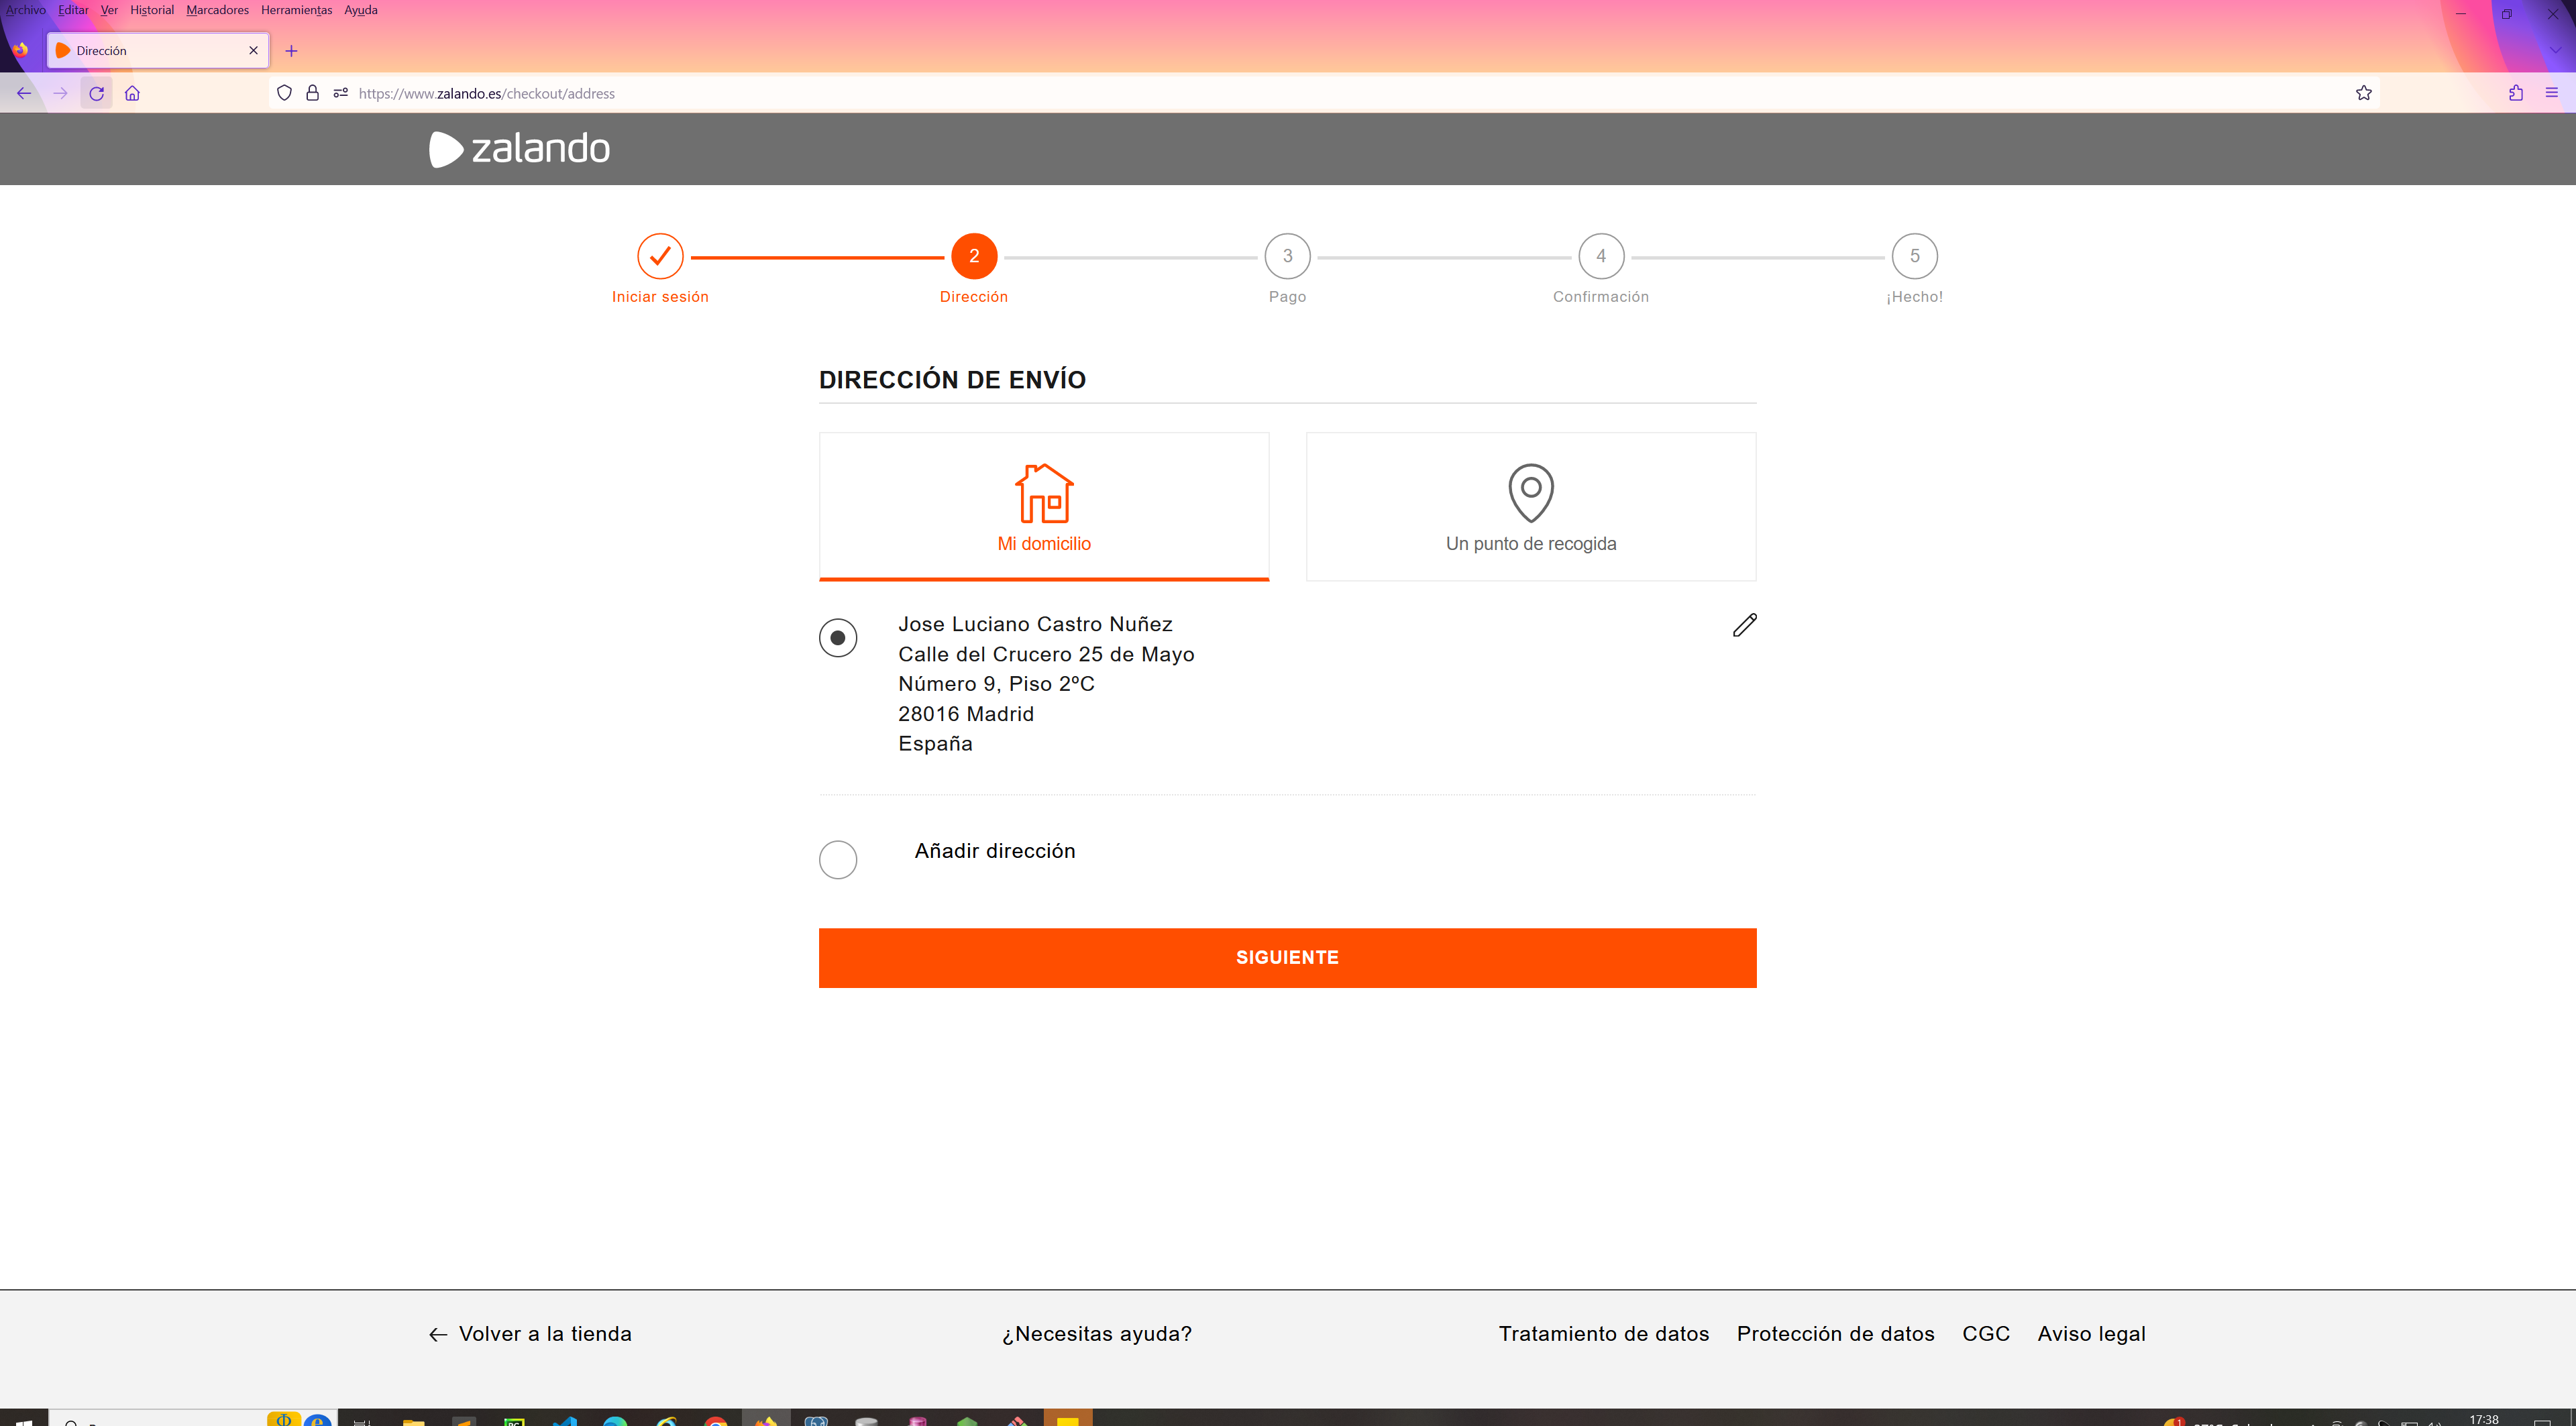 Archivo Editar Ver Historial Marcadores Herramientas Ayuda
Dirección
https://www.zalando.es/checkout/address
zalando
2 3 4 5
Iniciar sesión Dirección Pago Confirmación ¡Hecho!
DIRECCIÓN DE ENVÍO
Mi domicilio Un punto de recogida
Jose Luciano Castro Nuñez
Calle del Crucero 25 de Mayo
Número 9, Piso 2ºC
28016 Madrid
España
Añadir dirección
SIGUIENTE
Volver a la tienda ¿Necesitas ayuda? Tratamiento de datos Protección de datos CGC Aviso legal
17:38